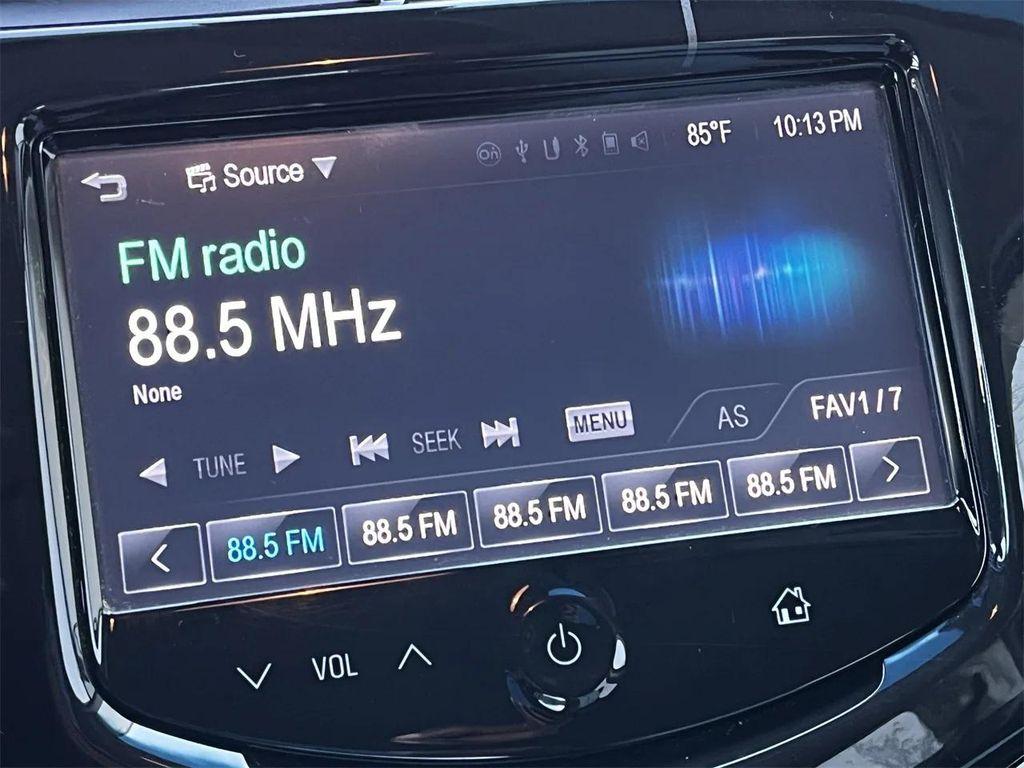 Source
On
85°F
10:13 PM
FM radio
88.5 MHz
None
TUNE
SEEK
MENU
AS
FAV1 / 7
88.5 FM
88.5 FM
88.5 FM
88.5 FM
88.5 FM
VOL